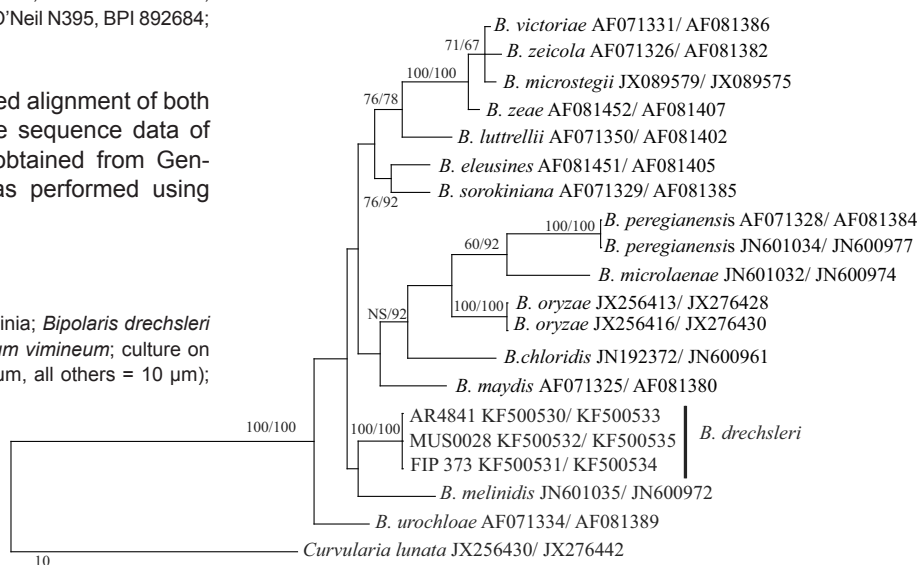 O'Neil N395, BPI 892684;
ed alignment of both
e sequence data of
obtained from Gen-
as performed using
inia; Bipolaris drechsleri
um vimineum; culture on
um, all others = 10 µm);
B. victoriae AF071331/ AF081386
71/67
B. zeicola AF071326/ AF081382
100/100
B. microstegii JX089579/ JX089575
76/78
B. zeae AF081452/ AF081407
B. luttrellii AF071350/ AF081402
B. eleusines AF081451/ AF081405
B. sorokiniana AF071329/ AF081385
76/92
100/100
B. peregianensis AF071328/ AF081384
B. peregianensis JN601034/ JN600977
60/92
B. microlaenae JN601032/ JN600974
100/100
B. oryzae JX256413/ JX276428
B. oryzae JX256416/ JX276430
NS/92
B.chloridis JN192372/ JN600961
B. maydis AF071325/ AF081380
AR4841 KF500530/ KF500533
100/100
MUS0028 KF500532/ KF500535
B. drechsleri
FIP 373 KF500531/ KF500534
B. melinidis JN601035/ JN600972
100/100
B. urochloae AF071334/ AF081389
Curvularia lunata JX256430/ JX276442
10